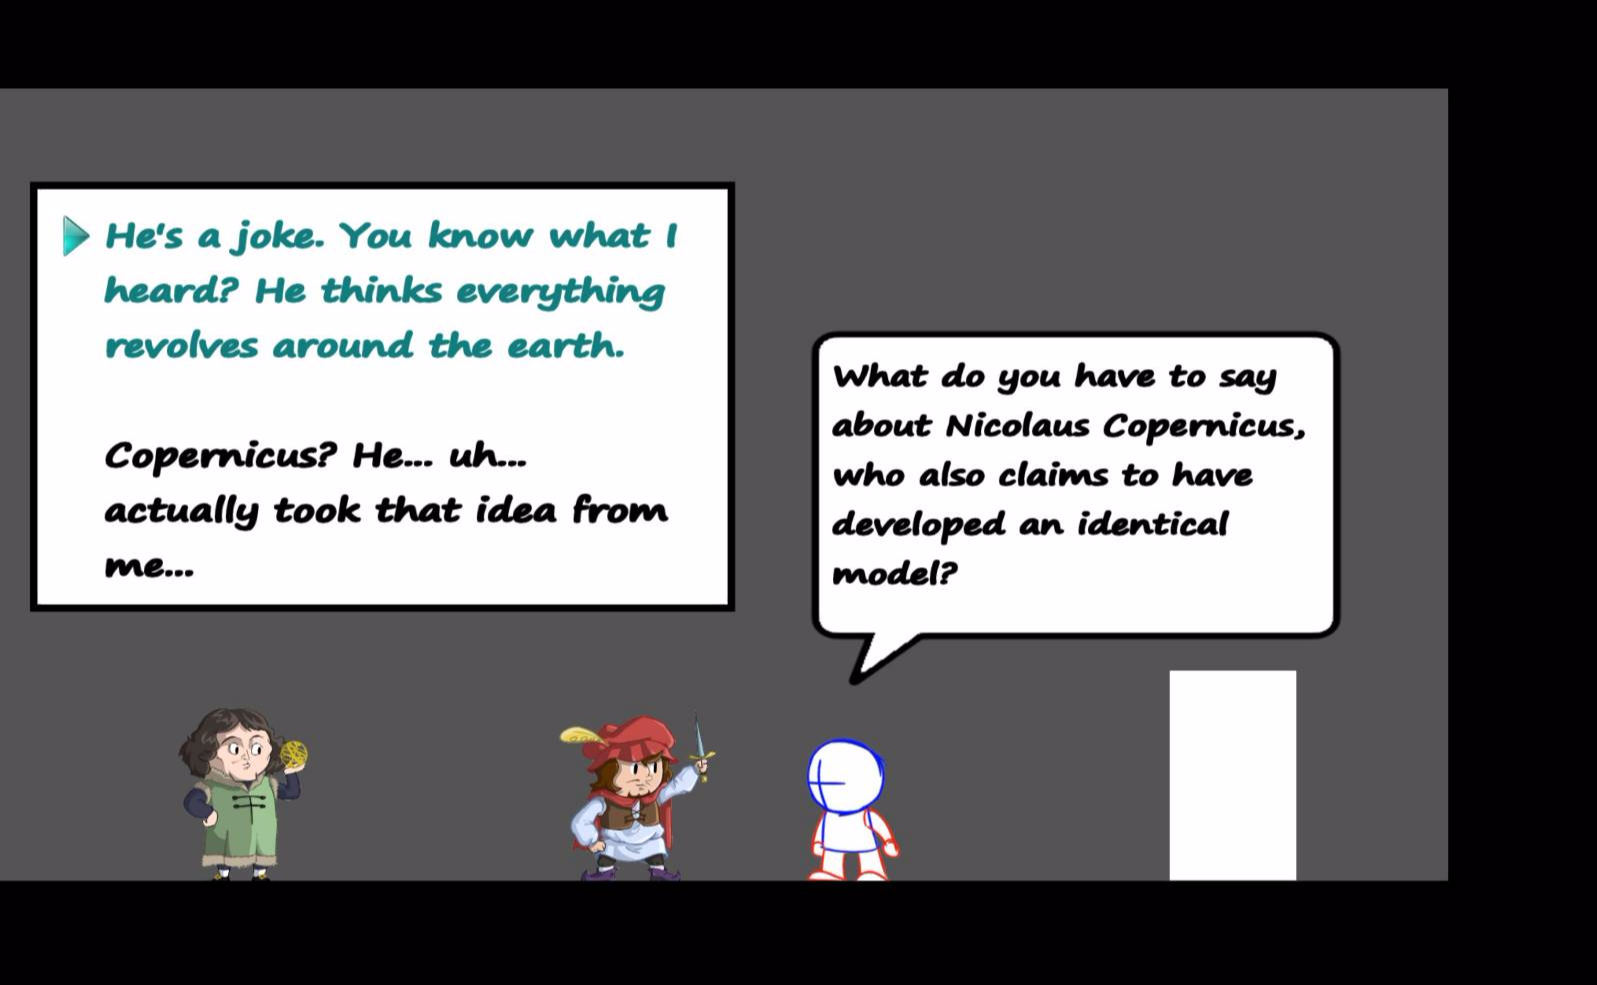 He's a joke. You know what I
heard? He thinks everything
revolves around the earth.
Copernicus? He... uh...
actually took that idea from
me...
What do you have to say
about Nicolaus Copernicus,
who also claims to have
developed an identical
model?